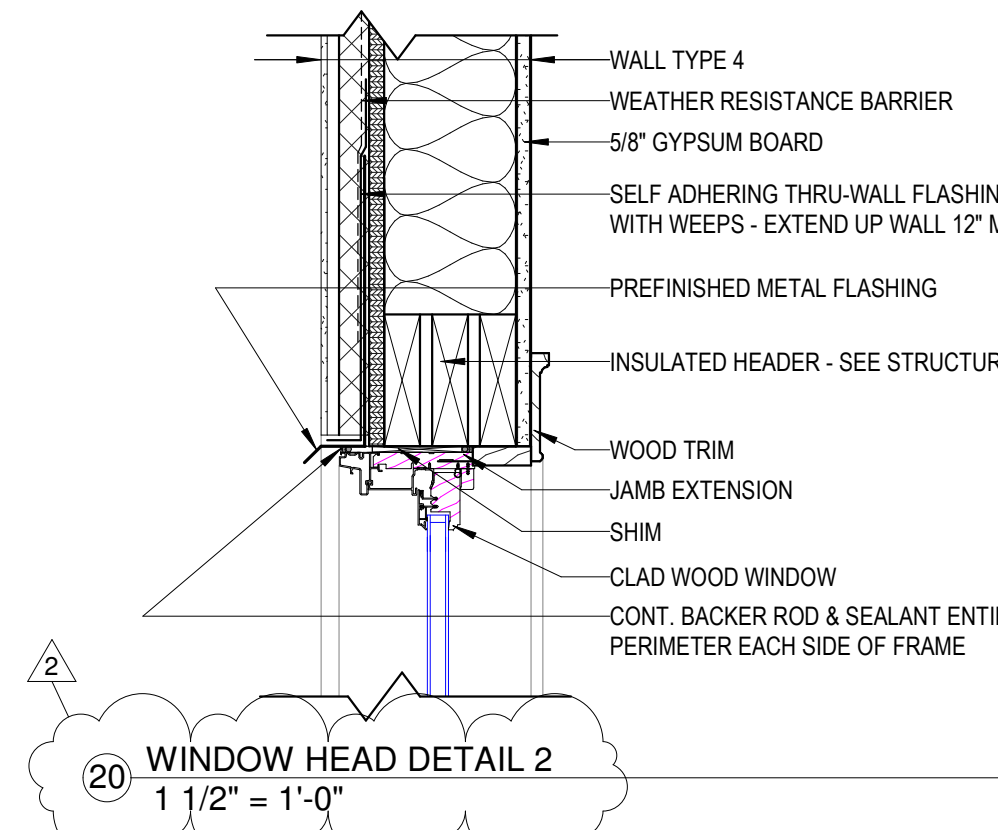 WALL TYPE 4
WEATHER RESISTANCE BARRIER
5/8" GYPSUM BOARD
SELF ADHERING THRU-WALL FLASHIN
WITH WEEPS - EXTEND UP WALL 12" M
PREFINISHED METAL FLASHING
INSULATED HEADER - SEE STRUCTUR
WOOD TRIM
JAMB EXTENSION
SHIM
CLAD WOOD WINDOW
CONT. BACKER ROD & SEALANT ENTI
PERIMETER EACH SIDE OF FRAME
2
20 WINDOW HEAD DETAIL 2
1 1/2" = 1'-0"